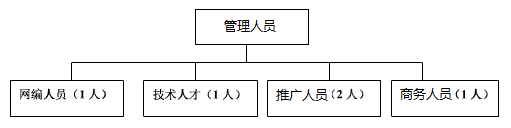 管理人员
网编人员（1 人）
技术人才（1 人）
推广人员（2 人）
商务人员（1 人）